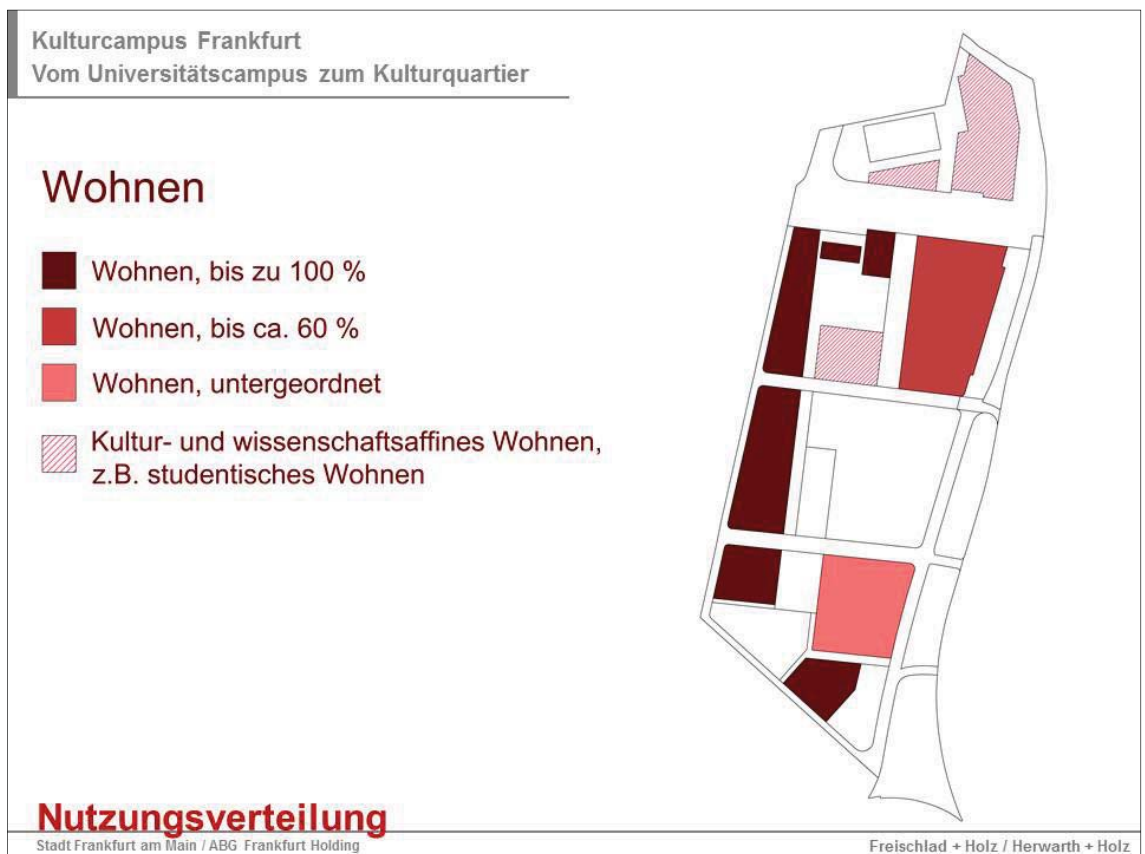 Kulturcampus Frankfurt
Vom Universitätscampus zum Kulturquartier
Wohnen
Wohnen, bis zu 100 %
Wohnen, bis ca. 60 %
Wohnen, untergeordnet
Kultur- und wissenschaftsaffines Wohnen,
z.B. studentisches Wohnen
Nutzungsverteilung
Stadt Frankfurt am Main / ABG Frankfurt Holding
Freischlad + Holz / Herwarth + Holz